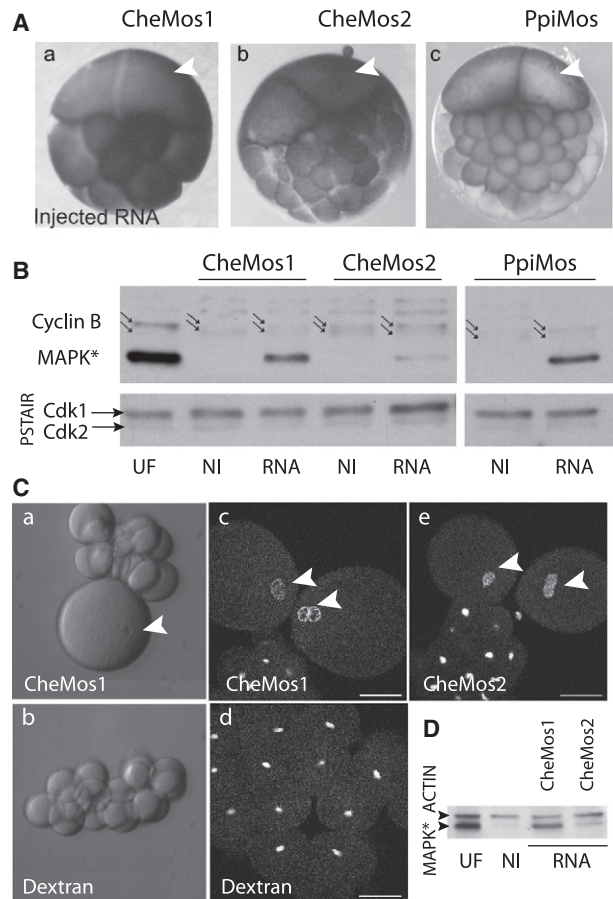 A
CheMos1 CheMos2 PpiMos
a b c
Injected RNA
B
CheMos1 CheMos2 PpiMos
Cyclin B
MAPK*
PSTAIR
Cdk1
Cdk2
UF NI RNA NI RNA NI RNA
C
a c e
CheMos1 CheMos1 CheMos2
b d
Dextran Dextran
D
CheMos1 CheMos2
ACTIN
MAPK*
UF NI RNA